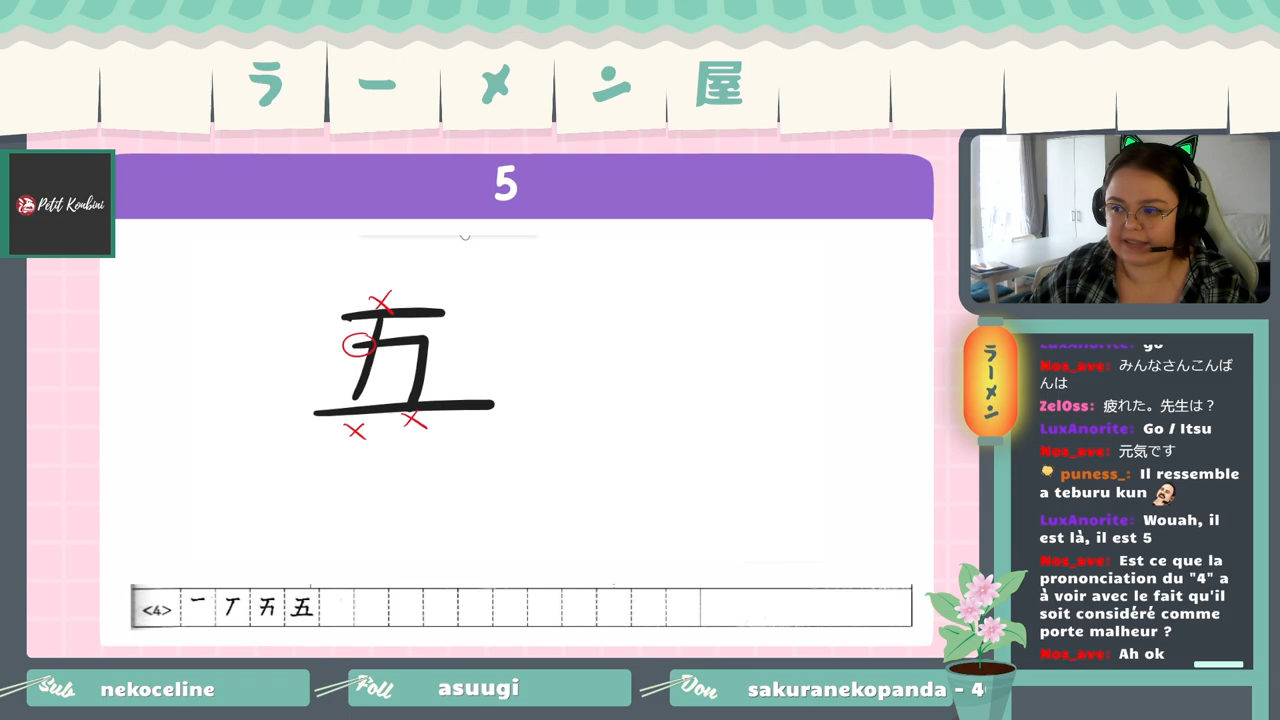 ラーメン屋
5
Petit Konbini
五
<4> 一 丁 五
ラーメン
go
Nos_ave: みんなさんこんば
んは
ZelOss: 疲れた。先生は？
LuxAnorite: Go / Itsu
Nos_ave: 元気です
puness_: Il ressemble
a teburu kun
LuxAnorite: Wouah, il
est là, il est 5
Nos_ave: Est ce que la
prononciation du "4" a
à voir avec le fait qu'il
soit considéré comme
porte malheur ?
Nos_ave: Ah ok
Sub nekoceline
Foll asuugi
Don sakuranekopanda - 4